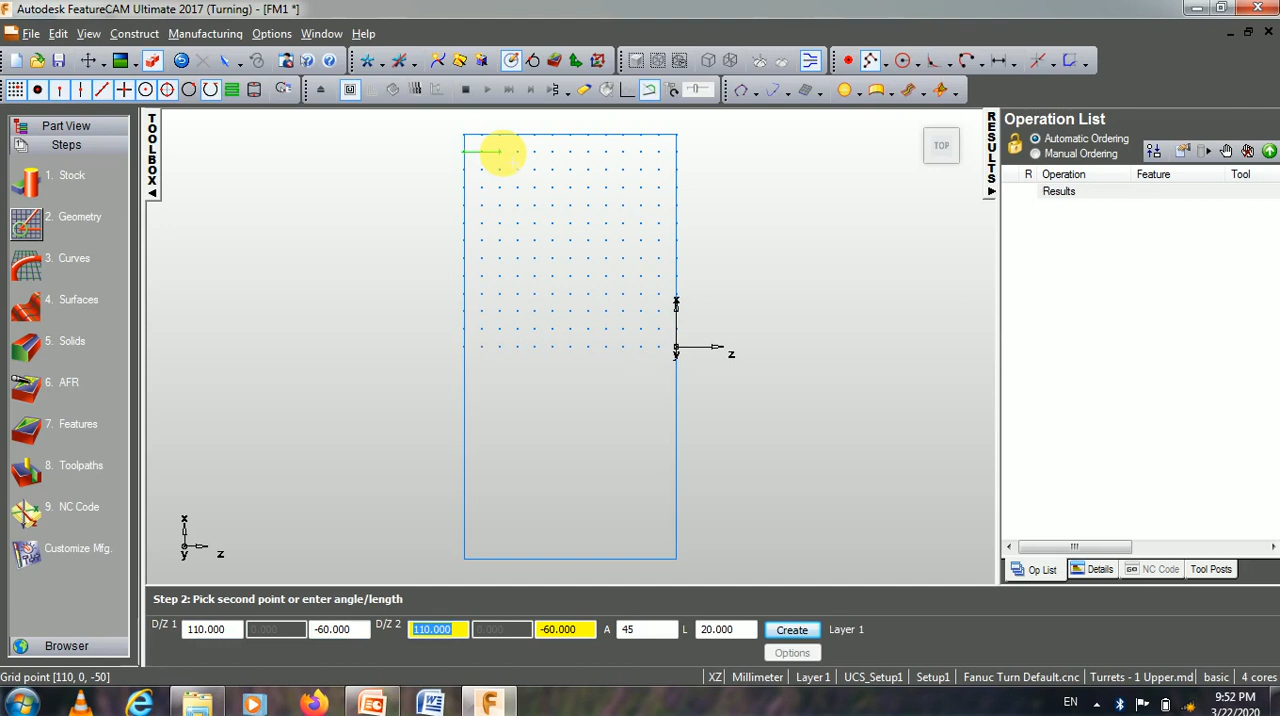 Autodesk FeatureCAM Ultimate 2017 (Turning) - [FM1 *]
File Edit View Construct Manufacturing Options Window Help
TOOLBOX
Part View
Steps
1. Stock
2. Geometry
3. Curves
4. Surfaces
5. Solids
6. AFR
7. Features
8. Toolpaths
9. NC Code
Customize Mfg.
Browser
TOP
x
z
y
x
z
y
RESULTS
Operation List
Automatic Ordering
Manual Ordering
R Operation Feature Tool
Results
Op List Details NC Code Tool Posts
Step 2: Pick second point or enter angle/length
D/Z 1 110.000 0.000 -60.000 D/Z 2 110.000 0.000 -60.000 A 45 L 20.000 Create Layer 1
Options
Grid point [110, 0, -50] XZ Millimeter Layer1 UCS_Setup1 Setup1 Fanuc Turn Default.cnc Turrets - 1 Upper.md basic 4 cores
EN 9:52 PM
3/22/2020